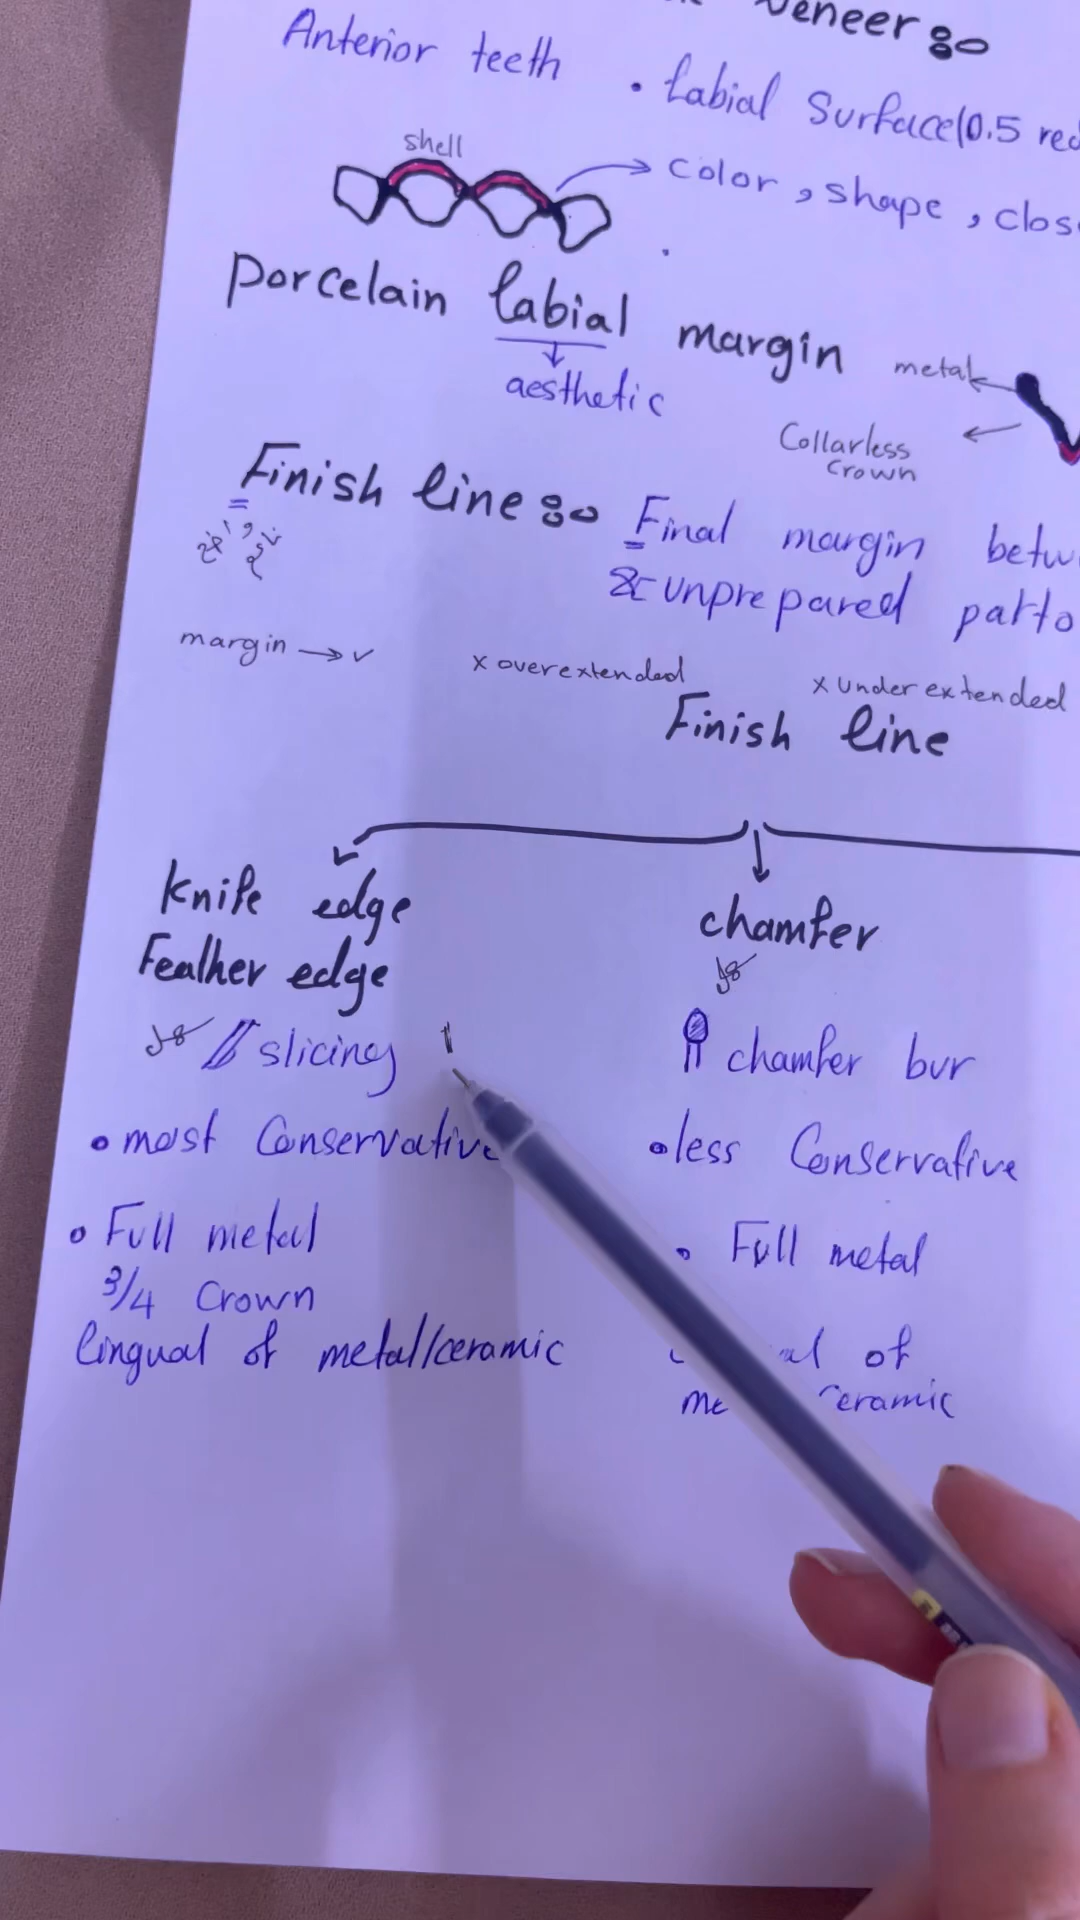 Veneer:
Anterior teeth . Labial Surface (0.5 red
shell
color , shape , clos
porcelain labial margin
aesthetic
metal
Collarless
Crown
Finish line: Final margin betw
& unprepared part o
margin → ✓ x overextended x under extended
Finish line
knife edge
Feather edge
slicing
• most Conservative
• Full metal
3/4 Crown
lingual of metal/ceramic
chamfer
chamfer bur
• less Conservative
• Full metal
of
ceramic